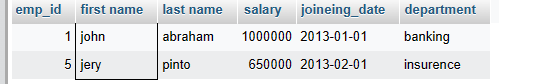 emp_id first name last name salary joineing_date department
1 john abraham 1000000 2013-01-01 banking
5 jery pinto 650000 2013-02-01 insurence